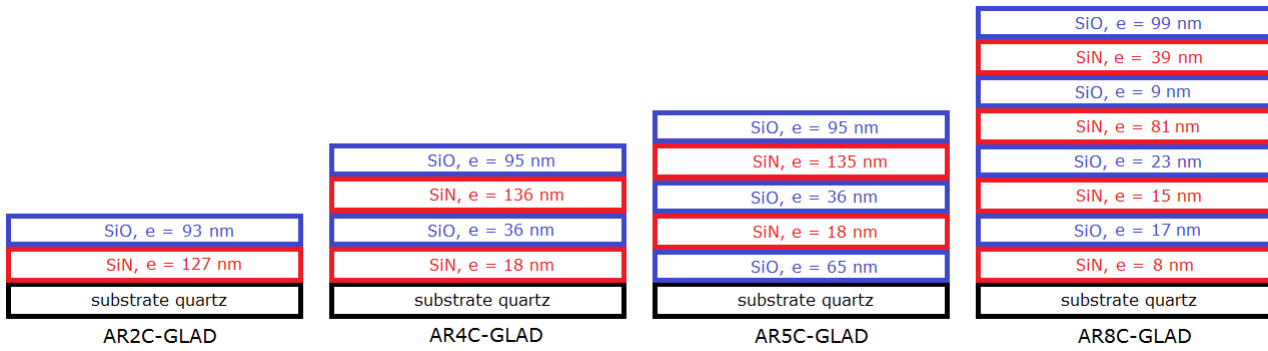 SiO, e = 93 nm
SiN, e = 127 nm
substrate quartz
AR2C-GLAD
SiO, e = 95 nm
SiN, e = 136 nm
SiO, e = 36 nm
SiN, e = 18 nm
substrate quartz
AR4C-GLAD
SiO, e = 95 nm
SiN, e = 135 nm
SiO, e = 36 nm
SiN, e = 18 nm
SiO, e = 65 nm
substrate quartz
AR5C-GLAD
SiO, e = 99 nm
SiN, e = 39 nm
SiO, e = 9 nm
SiN, e = 81 nm
SiO, e = 23 nm
SiN, e = 15 nm
SiO, e = 17 nm
SiN, e = 8 nm
substrate quartz
AR8C-GLAD